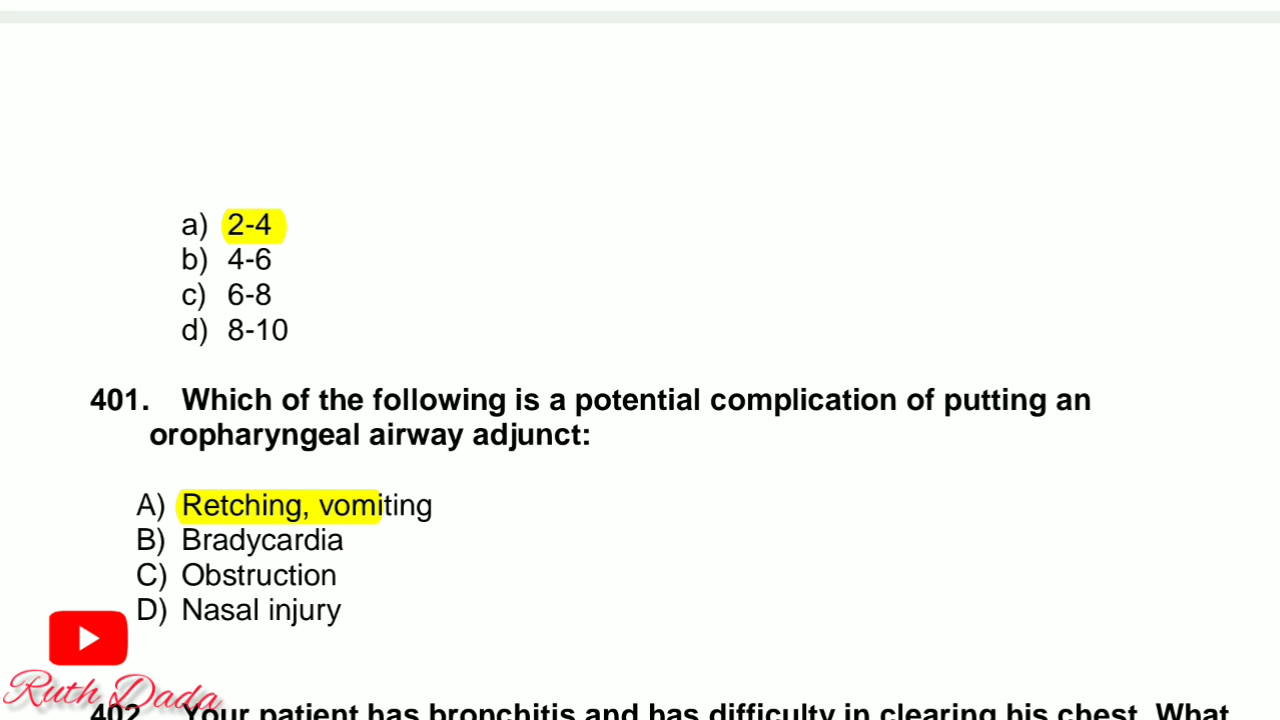 a) 2-4
b) 4-6
c) 6-8
d) 8-10
401. Which of the following is a potential complication of putting an
oropharyngeal airway adjunct:
A) Retching, vomiting
B) Bradycardia
C) Obstruction
D) Nasal injury
Ruth Dada
402. Your patient has bronchitis and has difficulty in clearing his chest. What